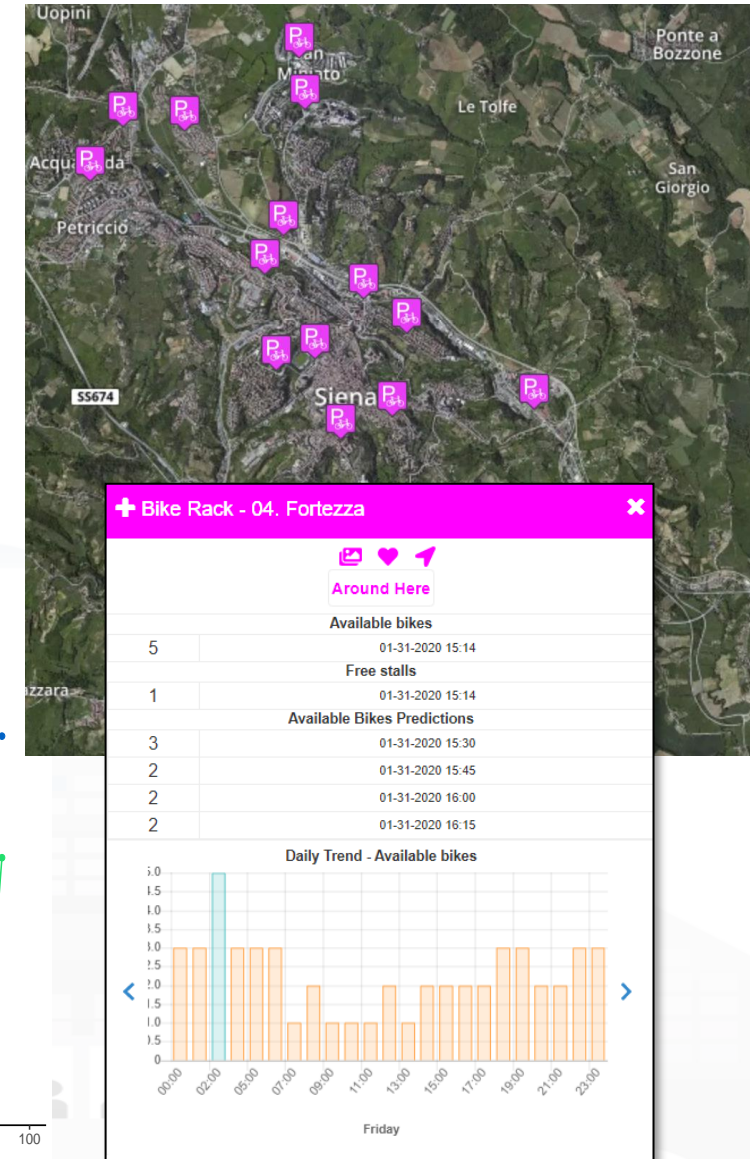 Uopini
Ponte a
Bozzone
San
Miniato
Le Tolfe
San
Giorgio
Petriccio
SS674
Siena
Bike Rack - 04. Fortezza
Around Here
Available bikes
5 01-31-2020 15:14
Free stalls
1 01-31-2020 15:14
Available Bikes Predictions
3 01-31-2020 15:30
2 01-31-2020 15:45
2 01-31-2020 16:00
2 01-31-2020 16:15
Daily Trend - Available bikes
0
00:00 02:00 05:00 07:00 09:00 11:00 13:00 15:00 17:00 19:00 21:00 23:00
Friday
100